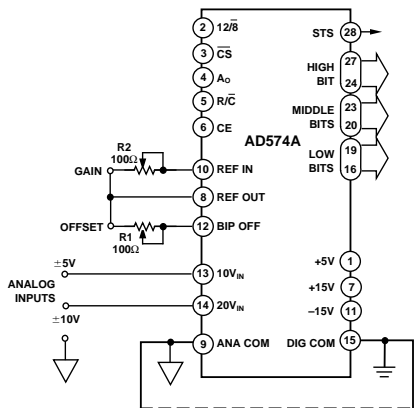 2 12/8̅
3 C̅S̅
4 A₀
5 R/C̅
6 CE
R2
100Ω
GAIN
10 REF IN
8 REF OUT
OFFSET
R1
100Ω
12 BIP OFF
±5V
13 10V_IN
ANALOG
INPUTS
14 20V_IN
±10V
9 ANA COM
AD574A
STS 28
HIGH
BIT
27
24
MIDDLE
BITS
23
20
LOW
BITS
19
16
+5V 1
+15V 7
–15V 11
DIG COM 15